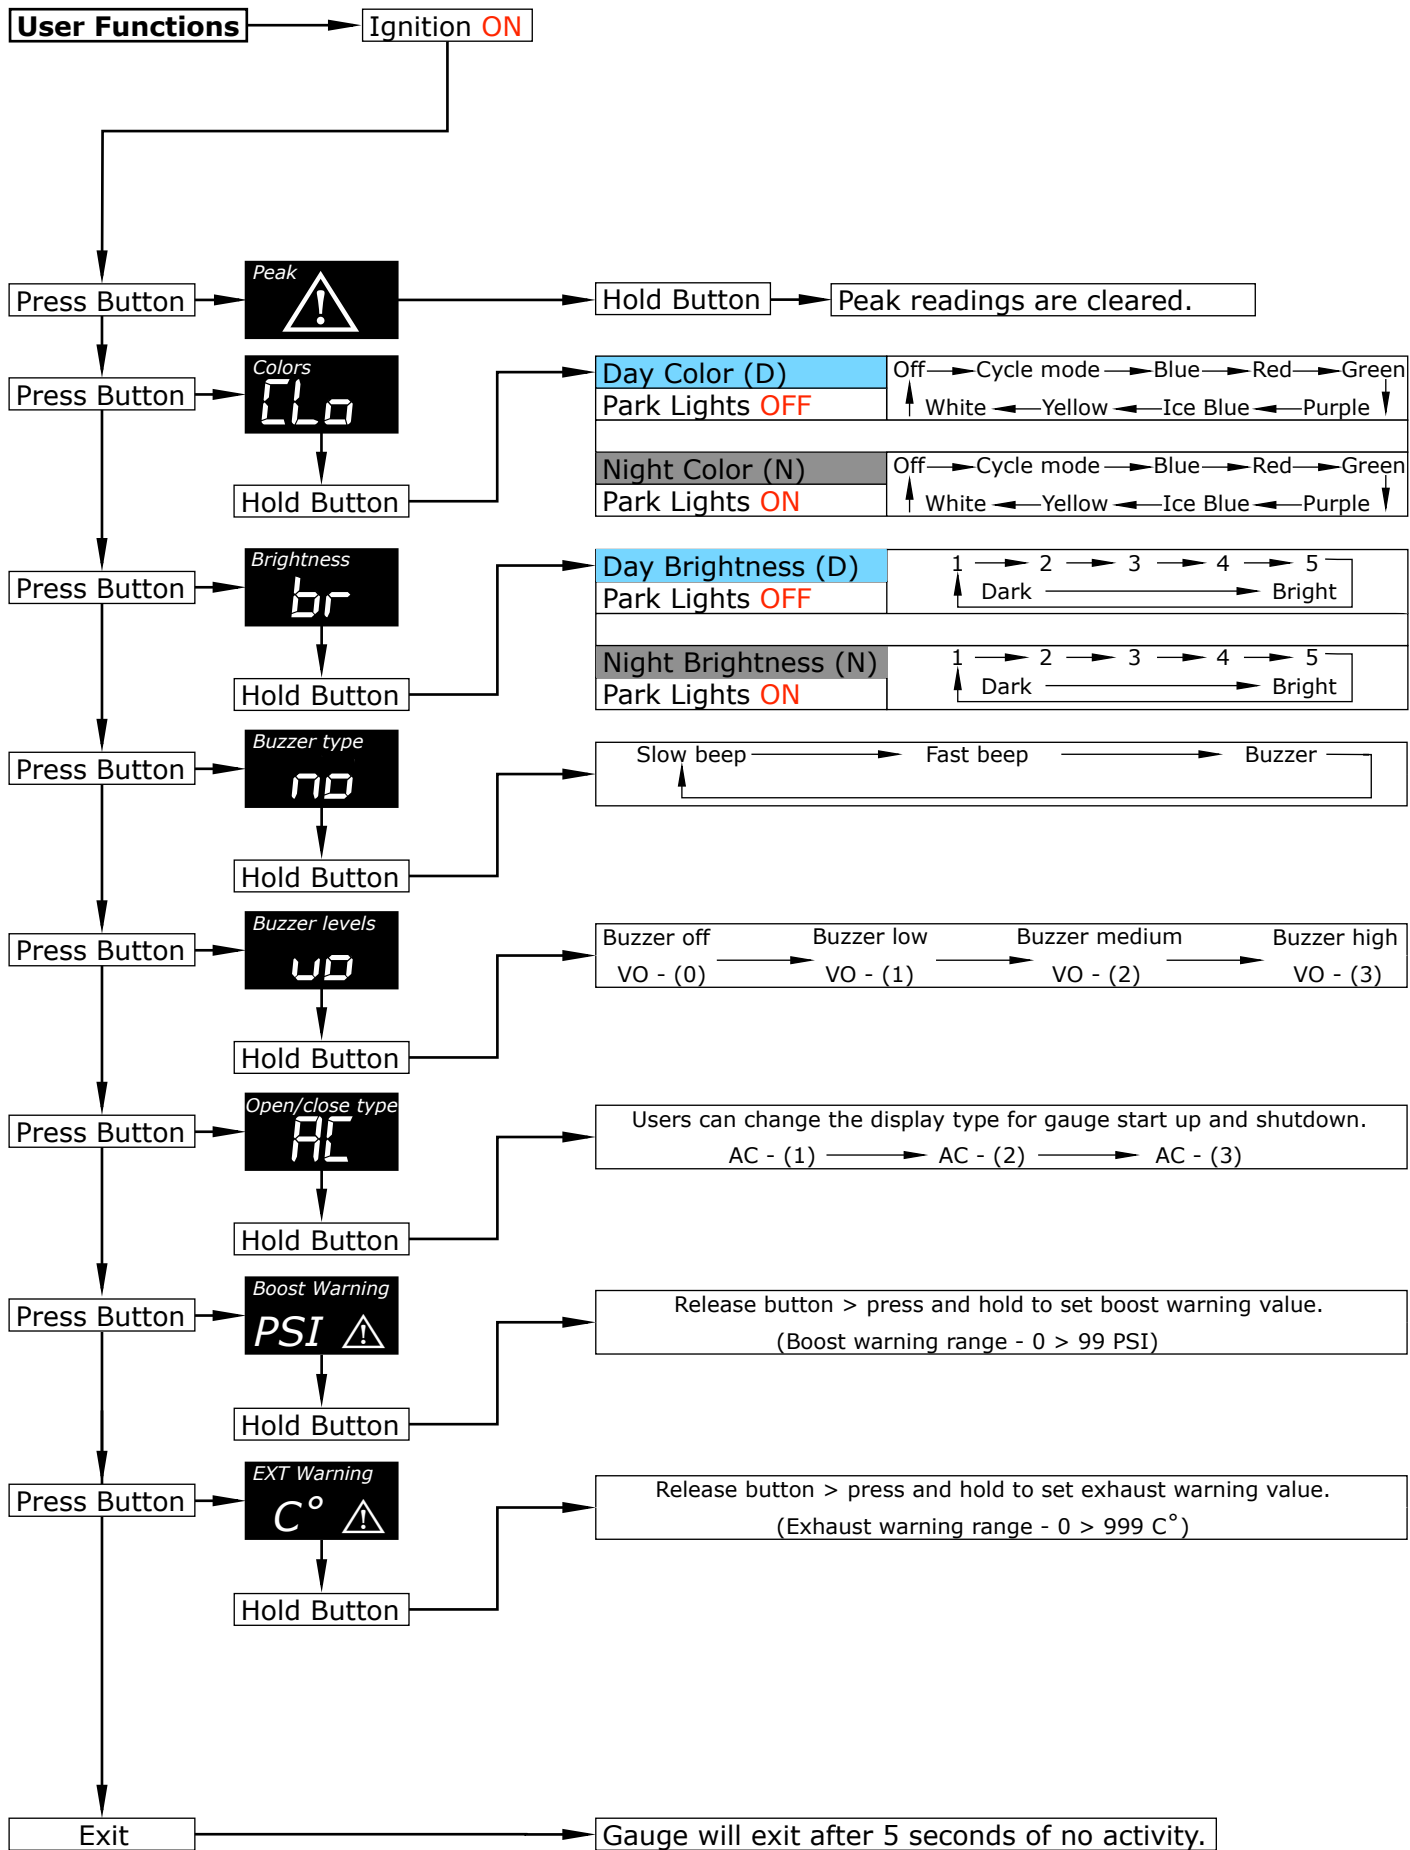 User Functions
Ignition ON
Press Button
Peak
Hold Button
Peak readings are cleared.
Press Button
Colors
CLo
Hold Button
Day Color (D)
Park Lights OFF
Off Cycle mode Blue Red Green
White Yellow Ice Blue Purple
Night Color (N)
Park Lights ON
Off Cycle mode Blue Red Green
White Yellow Ice Blue Purple
Press Button
Brightness
br
Hold Button
Day Brightness (D)
Park Lights OFF
1 2 3 4 5
Dark Bright
Night Brightness (N)
Park Lights ON
1 2 3 4 5
Dark Bright
Press Button
Buzzer type
no
Hold Button
Slow beep Fast beep Buzzer
Press Button
Buzzer levels
vo
Hold Button
Buzzer off Buzzer low Buzzer medium Buzzer high
VO - (0) VO - (1) VO - (2) VO - (3)
Press Button
Open/close type
AC
Hold Button
Users can change the display type for gauge start up and shutdown.
AC - (1) AC - (2) AC - (3)
Press Button
Boost Warning
PSI
Hold Button
Release button > press and hold to set boost warning value.
(Boost warning range - 0 > 99 PSI)
Press Button
EXT Warning
C°
Hold Button
Release button > press and hold to set exhaust warning value.
(Exhaust warning range - 0 > 999 C°)
Exit
Gauge will exit after 5 seconds of no activity.